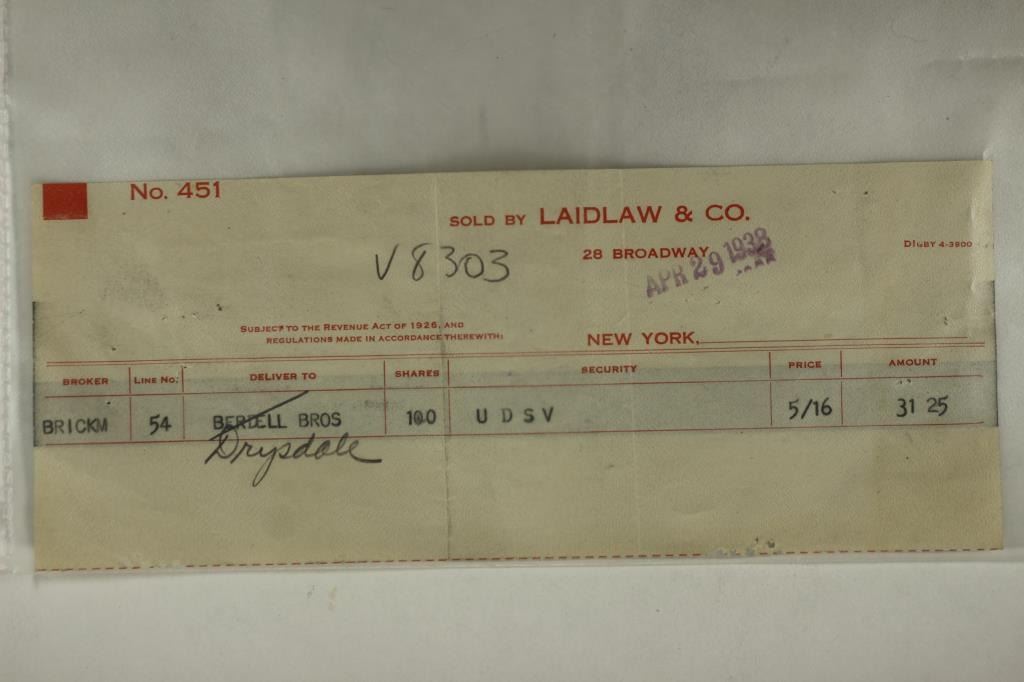 No. 451
SOLD BY LAIDLAW & CO.
28 BROADWAY
DIGBY 4-3900
V8303
APR 29 1938
SUBJECT TO THE REVENUE ACT OF 1926, AND
REGULATIONS MADE IN ACCORDANCE THEREWITH:
NEW YORK,
BROKER LINE NO. DELIVER TO SHARES SECURITY PRICE AMOUNT
BRICKM 54 BERDELL BROS 100 U D S V 5/16 31 25
Drysdale